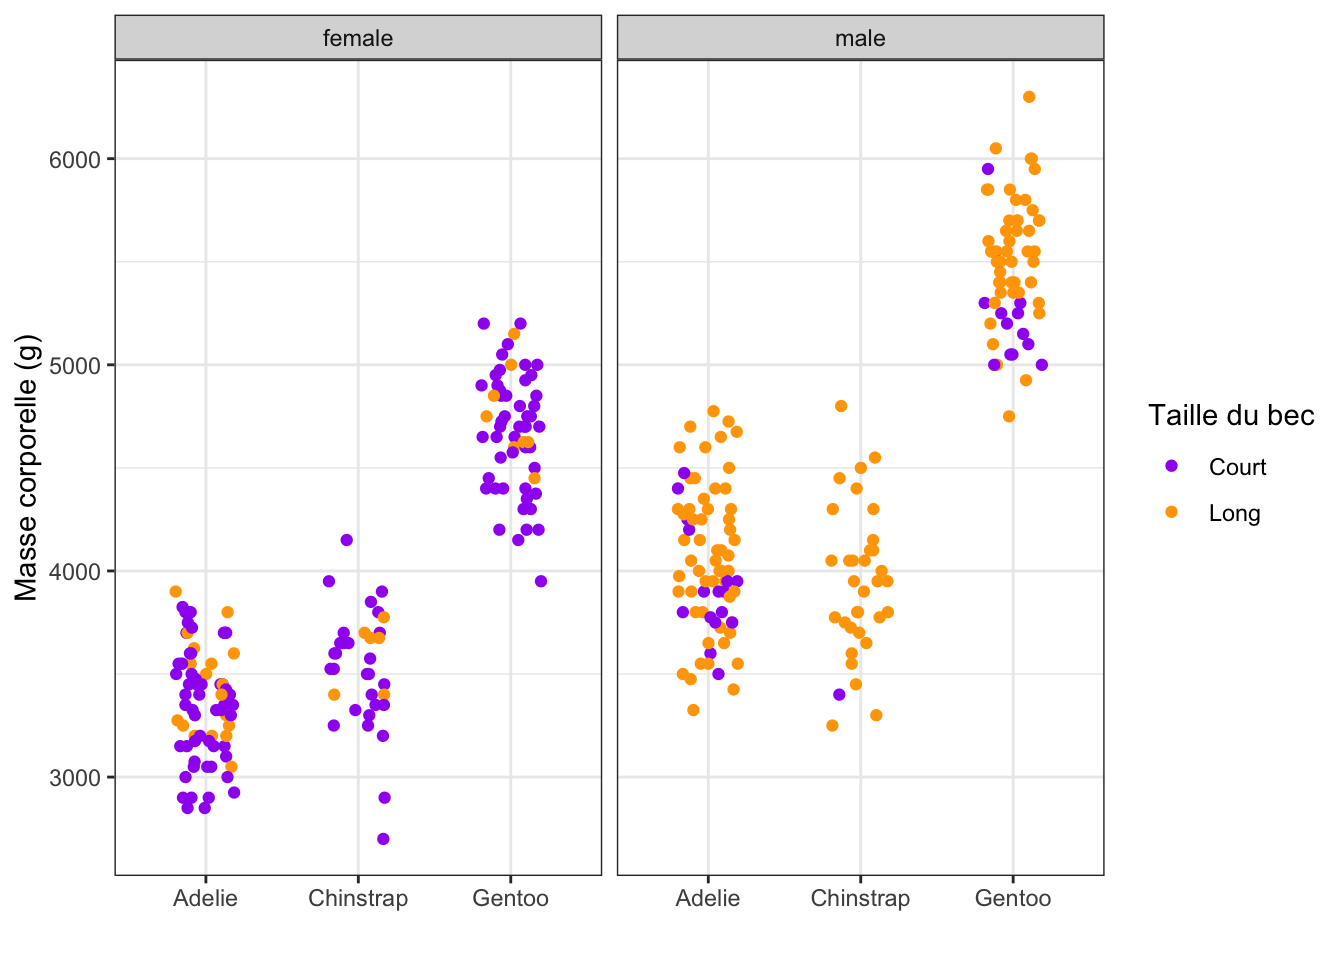 female
male
Masse corporelle (g)
6000
5000
4000
3000
Adelie
Chinstrap
Gentoo
Adelie
Chinstrap
Gentoo
Taille du bec
Court
Long